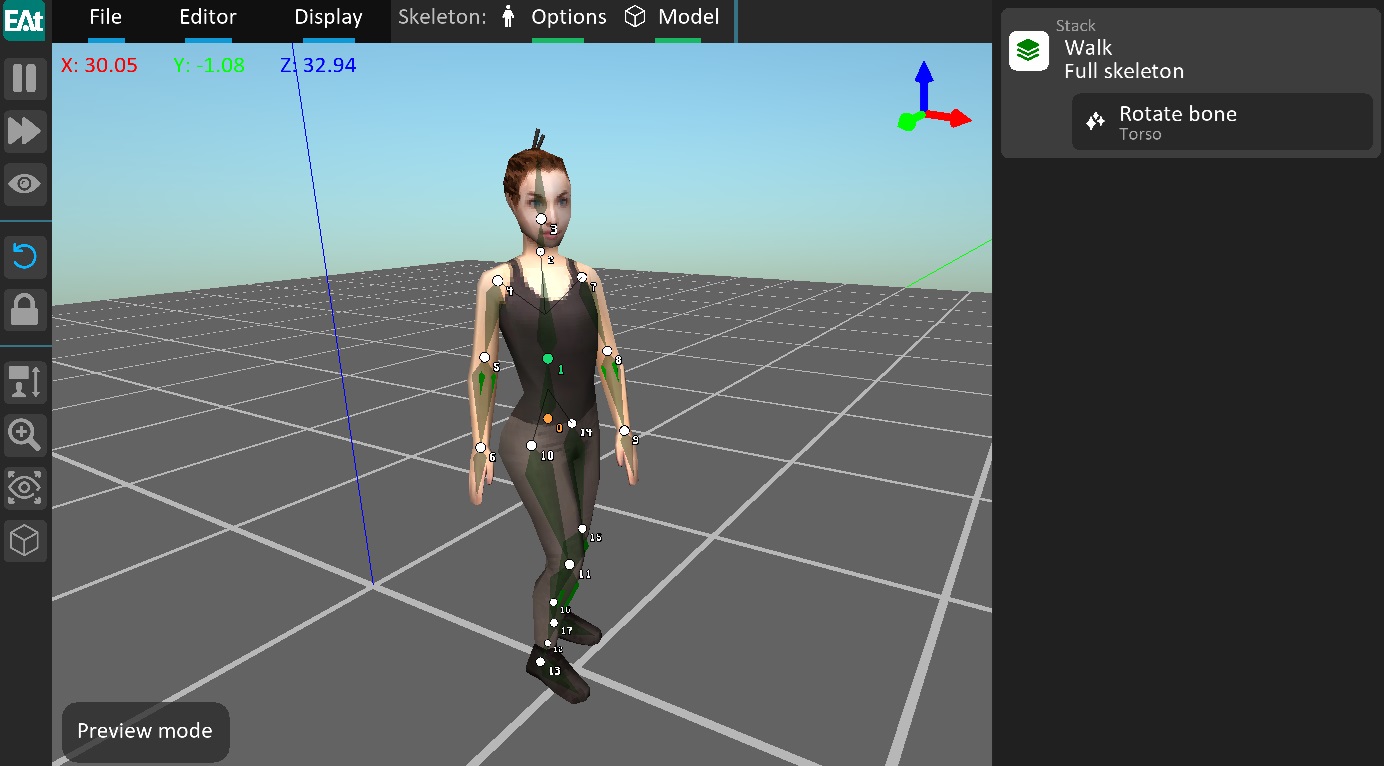 EAt
File Editor Display Skeleton: Options Model
X: 30.05 Y: -1.08 Z: 32.94
Stack
Walk
Full skeleton
Rotate bone
Torso
3
2
4
7
5
8
1
0
14
6
9
10
15
11
16
17
12
13
Preview mode